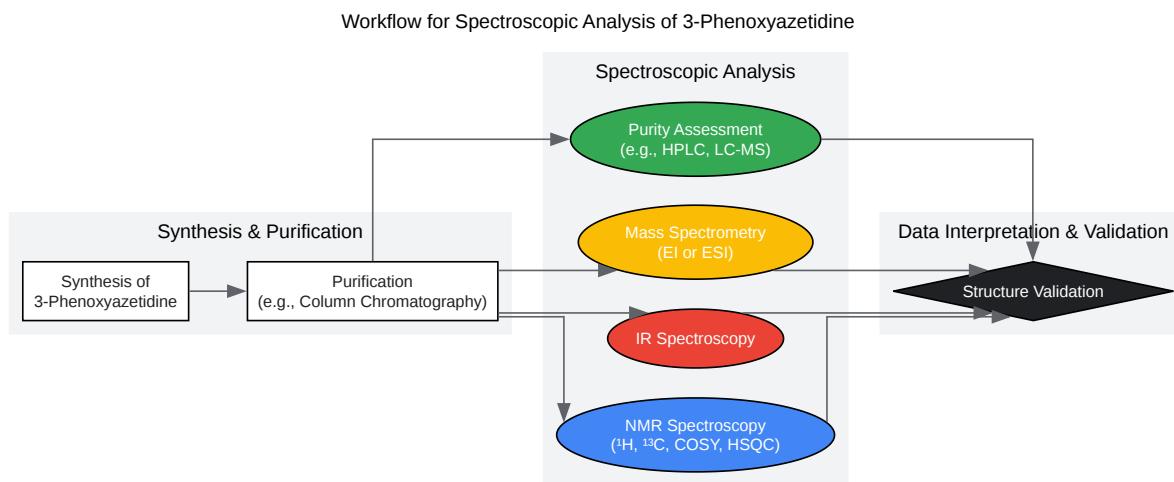 Workflow for Spectroscopic Analysis of 3-Phenoxyazetidine
Synthesis & Purification
Synthesis of
3-Phenoxyazetidine
Purification
(e.g., Column Chromatography)
Spectroscopic Analysis
Purity Assessment
(e.g., HPLC, LC-MS)
Mass Spectrometry
(EI or ESI)
IR Spectroscopy
NMR Spectroscopy
(¹H, ¹³C, COSY, HSQC)
Data Interpretation & Validation
Structure Validation